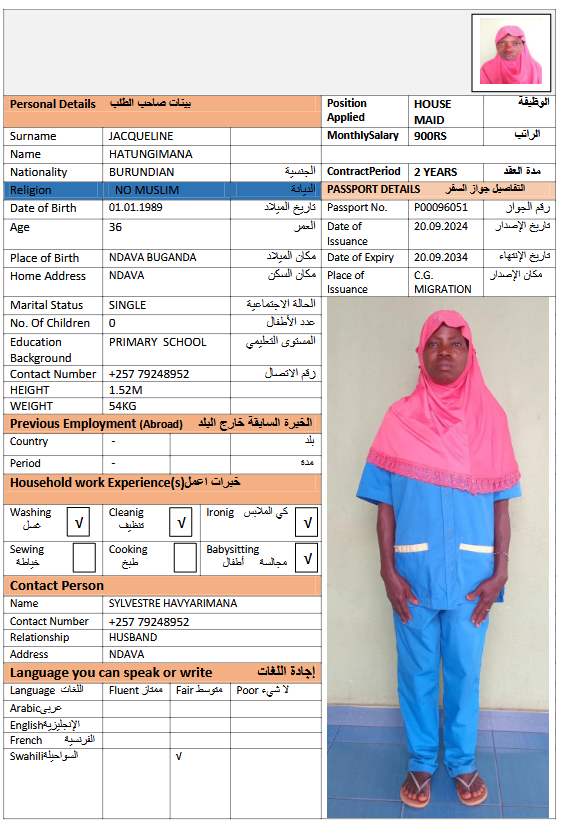 Personal Details بينات صاحب الطلب
Position Applied HOUSE MAID الوظيفة
Surname JACQUELINE
MonthlySalary 900RS الراتب
Name HATUNGIMANA
Nationality BURUNDIAN الجنسية
ContractPeriod 2 YEARS مدة العقد
Religion NO MUSLIM الديانة
PASSPORT DETAILS التفاصيل جواز السفر
Date of Birth 01.01.1989 تاريخ الميلاد
Passport No. P00096051 رقم الجواز
Age 36 العمر
Date of Issuance 20.09.2024 تاريخ الإصدار
Place of Birth NDAVA BUGANDA مكان الميلاد
Date of Expiry 20.09.2034 تاريخ الإنتهاء
Home Address NDAVA مكان السكن
Place of Issuance C.G. MIGRATION مكان الإصدار
Marital Status SINGLE الحالة الاجتماعية
No. Of Children 0 عدد الأطفال
Education Background PRIMARY SCHOOL المستوى التعليمي
Contact Number +257 79248952 رقم الاتصال
HEIGHT 1.52M
WEIGHT 54KG
Previous Employment (Abroad) الخبرة السابقة خارج البلد
Country - بلد
Period - مدة
Household work Experience(s) خبرات اعمل
Washing غسل √ Cleanig تنظيف √ Ironig كي الملابس √
Sewing خياطة Cooking طبخ Babysitting مجالسة أطفال √
Contact Person
Name SYLVESTRE HAVYARIMANA
Contact Number +257 79248952
Relationship HUSBAND
Address NDAVA
Language you can speak or write إجادة اللغات
Language اللغات Fluent ممتاز Fair متوسط Poor لا شيء
Arabic عربى
English الإنجليزية
French الفرنسية
Swahili السواحيلة √